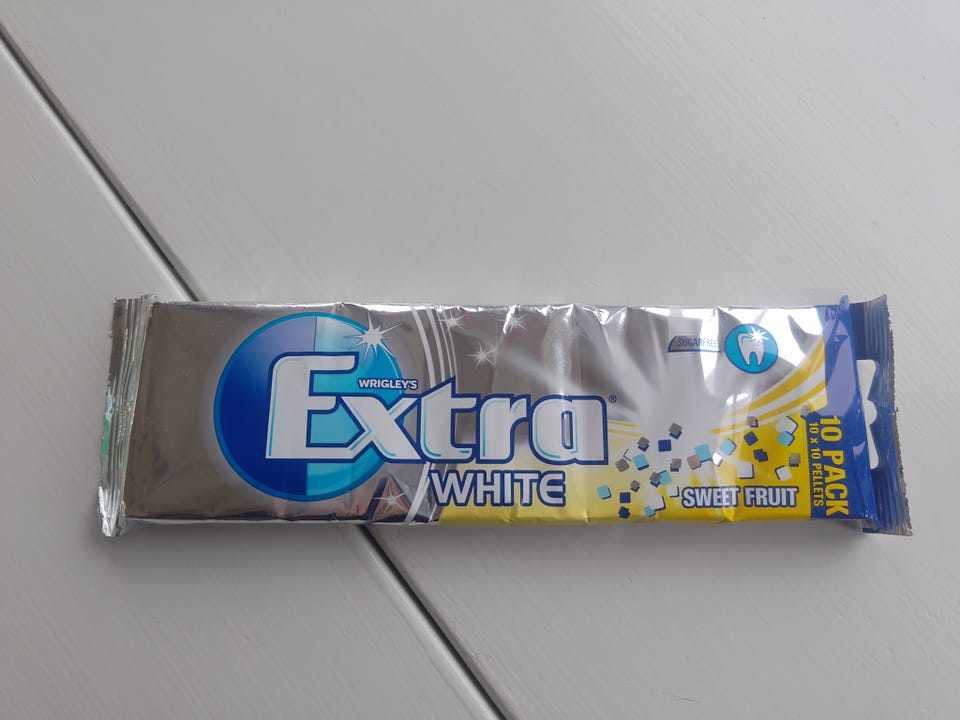 WRIGLEY'S
Extra®
WHITE
SUGARFREE
SWEET FRUIT
10 PACK
10 x 10 PELLETS